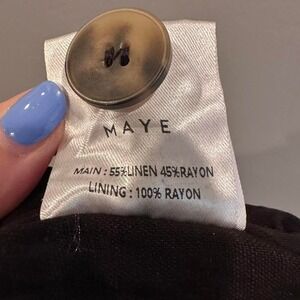 MAYE
MAIN : 55%LINEN 45%RAYON
LINING : 100% RAYON